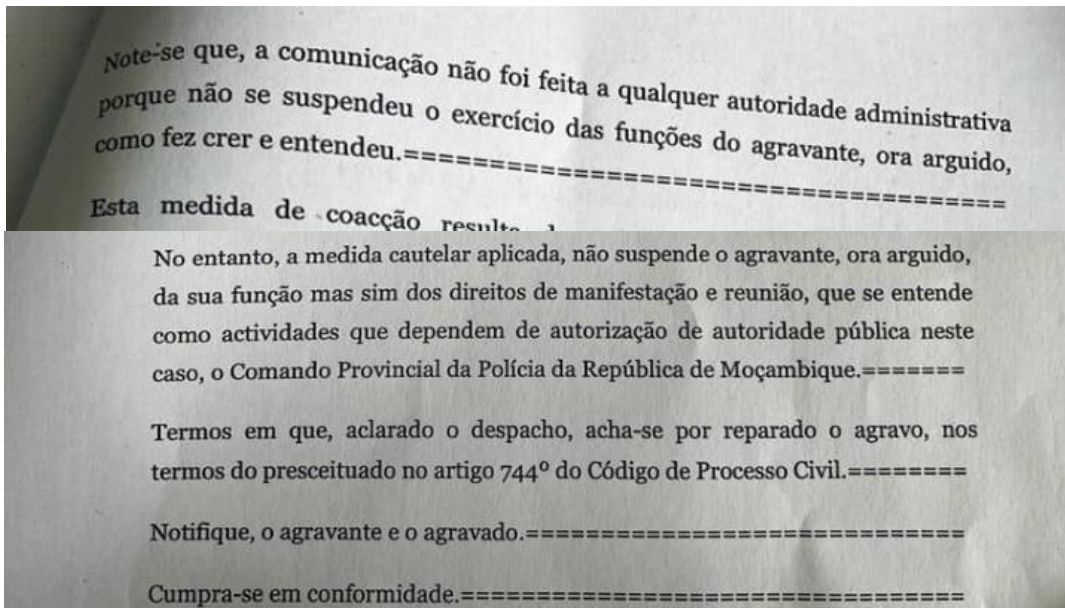 Note-se que, a comunicação não foi feita a qualquer autoridade administrativa
porque não se suspendeu o exercício das funções do agravante, ora arguido,
como fez crer e entendeu.==================================
Esta medida de coacção
No entanto, a medida cautelar aplicada, não suspende o agravante, ora arguido,
da sua função mas sim dos direitos de manifestação e reunião, que se entende
como actividades que dependem de autorização de autoridade pública neste
caso, o Comando Provincial da Polícia da República de Moçambique.=======
Termos em que, aclarado o despacho, acha-se por reparado o agravo, nos
termos do presceituado no artigo 744º do Código de Processo Civil.========
Notifique, o agravante e o agravado.=============================
Cumpra-se em conformidade.=================================